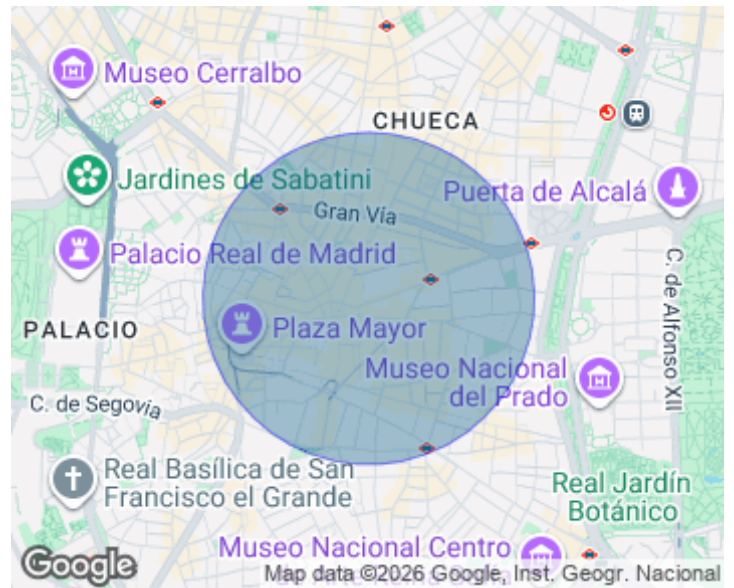 Museo Cerralbo
CHUECA
Jardines de Sabatini
Puerta de Alcalá
Gran Vía
Palacio Real de Madrid
C. de Alfonso XII
PALACIO
Plaza Mayor
Museo Nacional
del Prado
C. de Segovia
Real Basílica de San
Francisco el Grande
Real Jardín
Botánico
Museo Nacional Centro
Google
Map data ©2026 Google, Inst. Geogr. Nacional